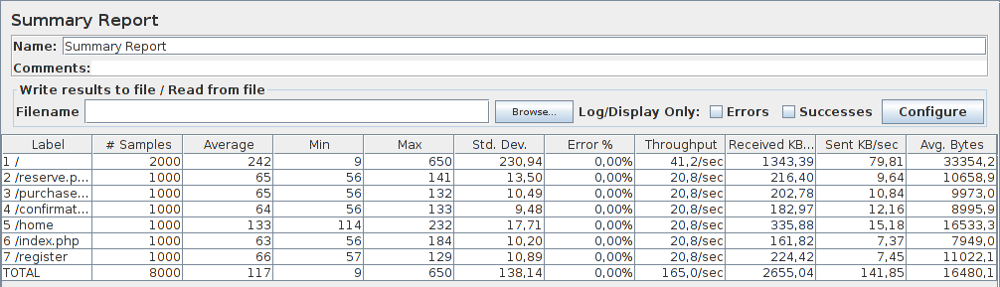 Summary Report
Name: Summary Report
Comments:
Write results to file / Read from file
Filename Browse... Log/Display Only: Errors Successes Configure
Label # Samples Average Min Max Std. Dev. Error % Throughput Received KB... Sent KB/sec Avg. Bytes
1 / 2000 242 9 650 230,94 0,00% 41,2/sec 1343,39 79,81 33354,2
2 /reserve.p... 1000 65 56 141 13,50 0,00% 20,8/sec 216,40 9,64 10658,9
3 /purchase... 1000 65 56 132 10,49 0,00% 20,8/sec 202,78 10,84 9973,0
4 /confirmat... 1000 64 56 133 9,48 0,00% 20,8/sec 182,97 12,16 8995,9
5 /home 1000 133 114 232 17,71 0,00% 20,8/sec 335,88 15,18 16533,3
6 /index.php 1000 63 56 184 10,20 0,00% 20,8/sec 161,82 7,37 7949,0
7 /register 1000 66 57 129 10,89 0,00% 20,8/sec 224,42 7,45 11022,1
TOTAL 8000 117 9 650 138,14 0,00% 165,0/sec 2655,04 141,85 16480,1